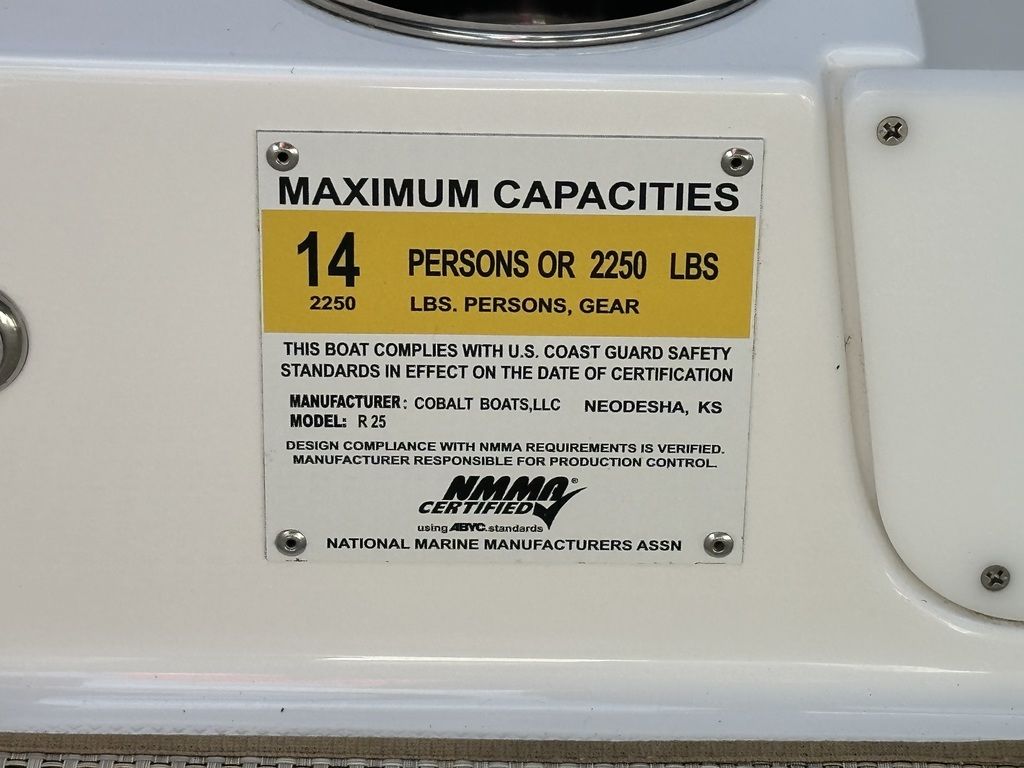 MAXIMUM CAPACITIES
14 PERSONS OR 2250 LBS
2250 LBS. PERSONS, GEAR
THIS BOAT COMPLIES WITH U.S. COAST GUARD SAFETY
STANDARDS IN EFFECT ON THE DATE OF CERTIFICATION
MANUFACTURER: COBALT BOATS,LLC NEODESHA, KS
MODEL: R 25
DESIGN COMPLIANCE WITH NMMA REQUIREMENTS IS VERIFIED.
MANUFACTURER RESPONSIBLE FOR PRODUCTION CONTROL.
NMMA®
CERTIFIED
using ABYC standards
NATIONAL MARINE MANUFACTURERS ASSN